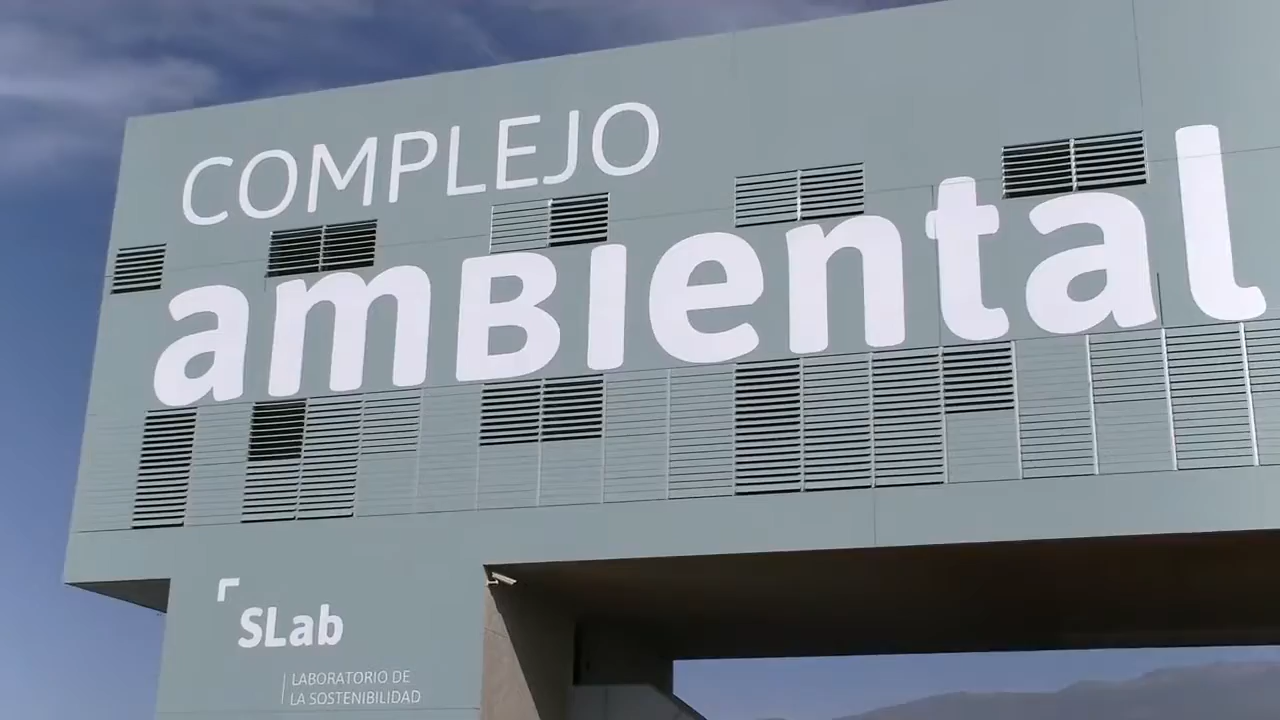 COMPLEJO
amBiental
SLab
LABORATORIO DE
LA SOSTENIBILIDAD